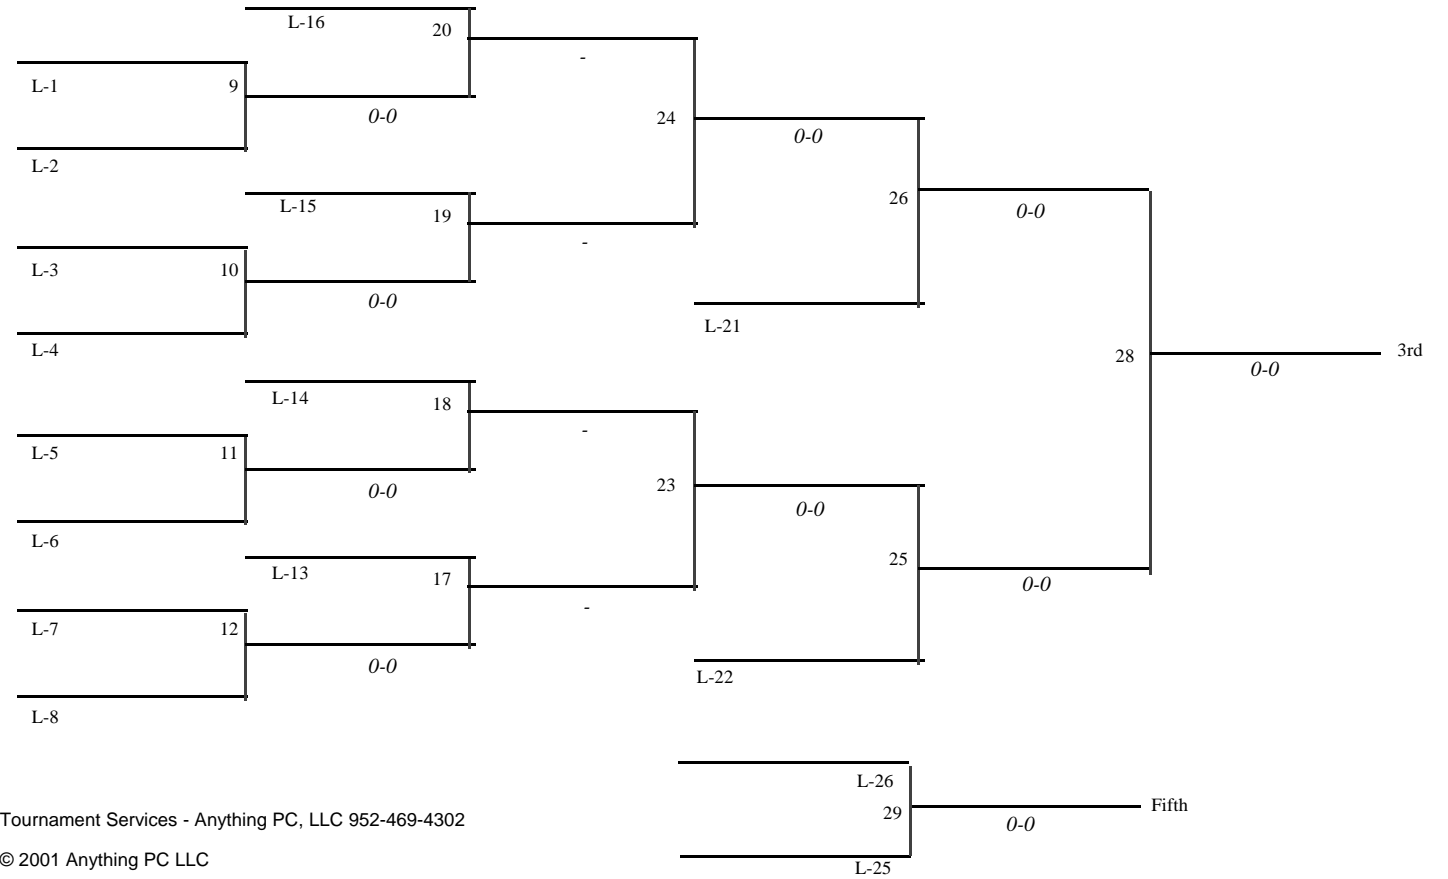 L-16
20
-
L-1
9
0-0
24
0-0
L-2
26
L-15
19
0-0
-
L-3
10
0-0
L-21
L-4
28
3rd
0-0
L-14
18
-
L-5
11
0-0
23
0-0
L-6
25
L-13
17
0-0
-
L-7
12
0-0
L-22
L-8
L-26
29
Fifth
0-0
L-25
Tournament Services - Anything PC, LLC 952-469-4302
© 2001 Anything PC LLC